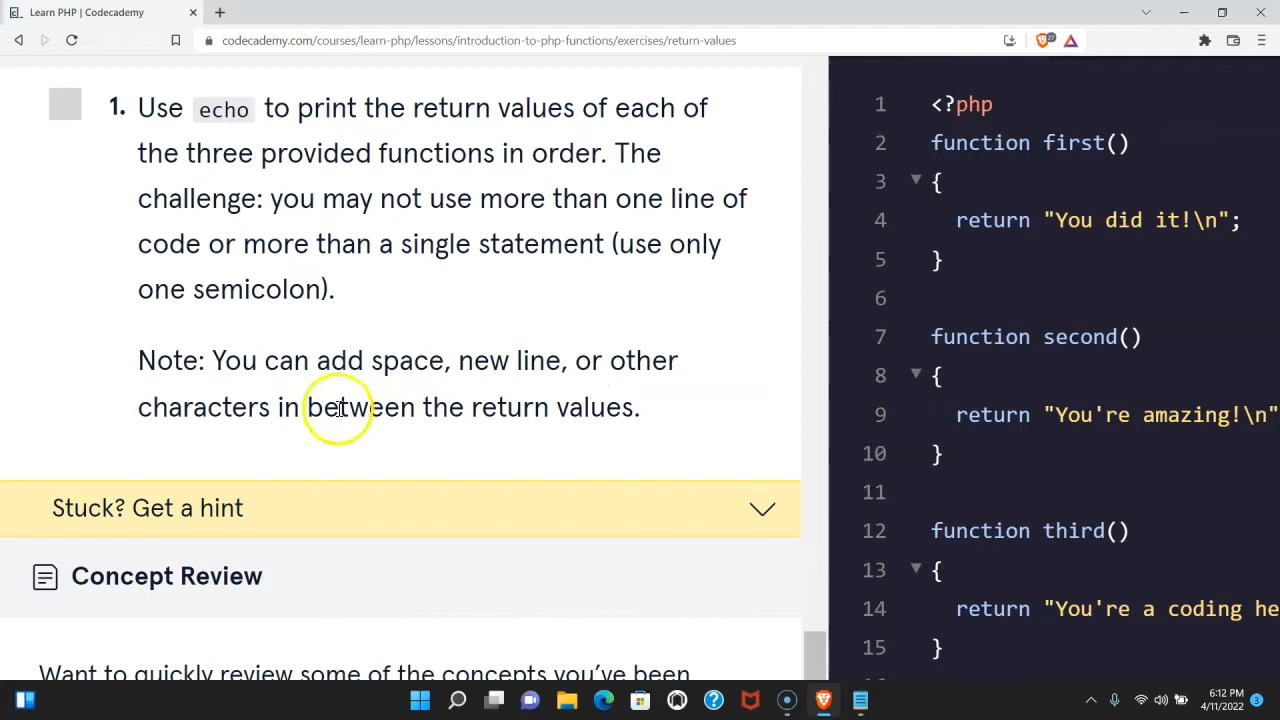 Learn PHP | Codecademy
codecademy.com/courses/learn-php/lessons/introduction-to-php-functions/exercises/return-values
27
1. Use echo to print the return values of each of
the three provided functions in order. The
challenge: you may not use more than one line of
code or more than a single statement (use only
one semicolon).
Note: You can add space, new line, or other
characters in between the return values.
Stuck? Get a hint
Concept Review
Want to quickly review some of the concepts you've been
1 <?php
2 function first()
3 {
4 return "You did it!\n";
5 }
6
7 function second()
8 {
9 return "You're amazing!\n"
10 }
11
12 function third()
13 {
14 return "You're a coding he
15 }
6:12 PM
4/11/2022
3